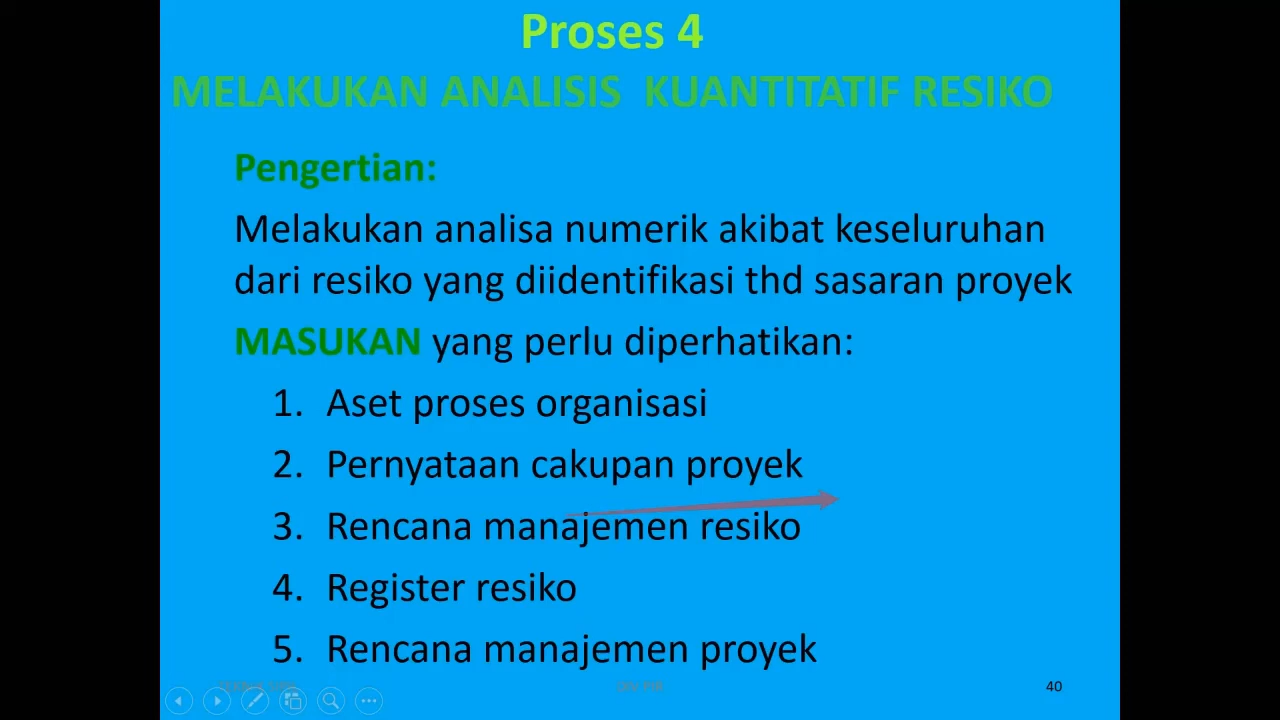 Proses 4
MELAKUKAN ANALISIS KUANTITATIF RESIKO
Pengertian:
Melakukan analisa numerik akibat keseluruhan
dari resiko yang diidentifikasi thd sasaran proyek
MASUKAN yang perlu diperhatikan:
1. Aset proses organisasi
2. Pernyataan cakupan proyek
3. Rencana manajemen resiko
4. Register resiko
5. Rencana manajemen proyek
40